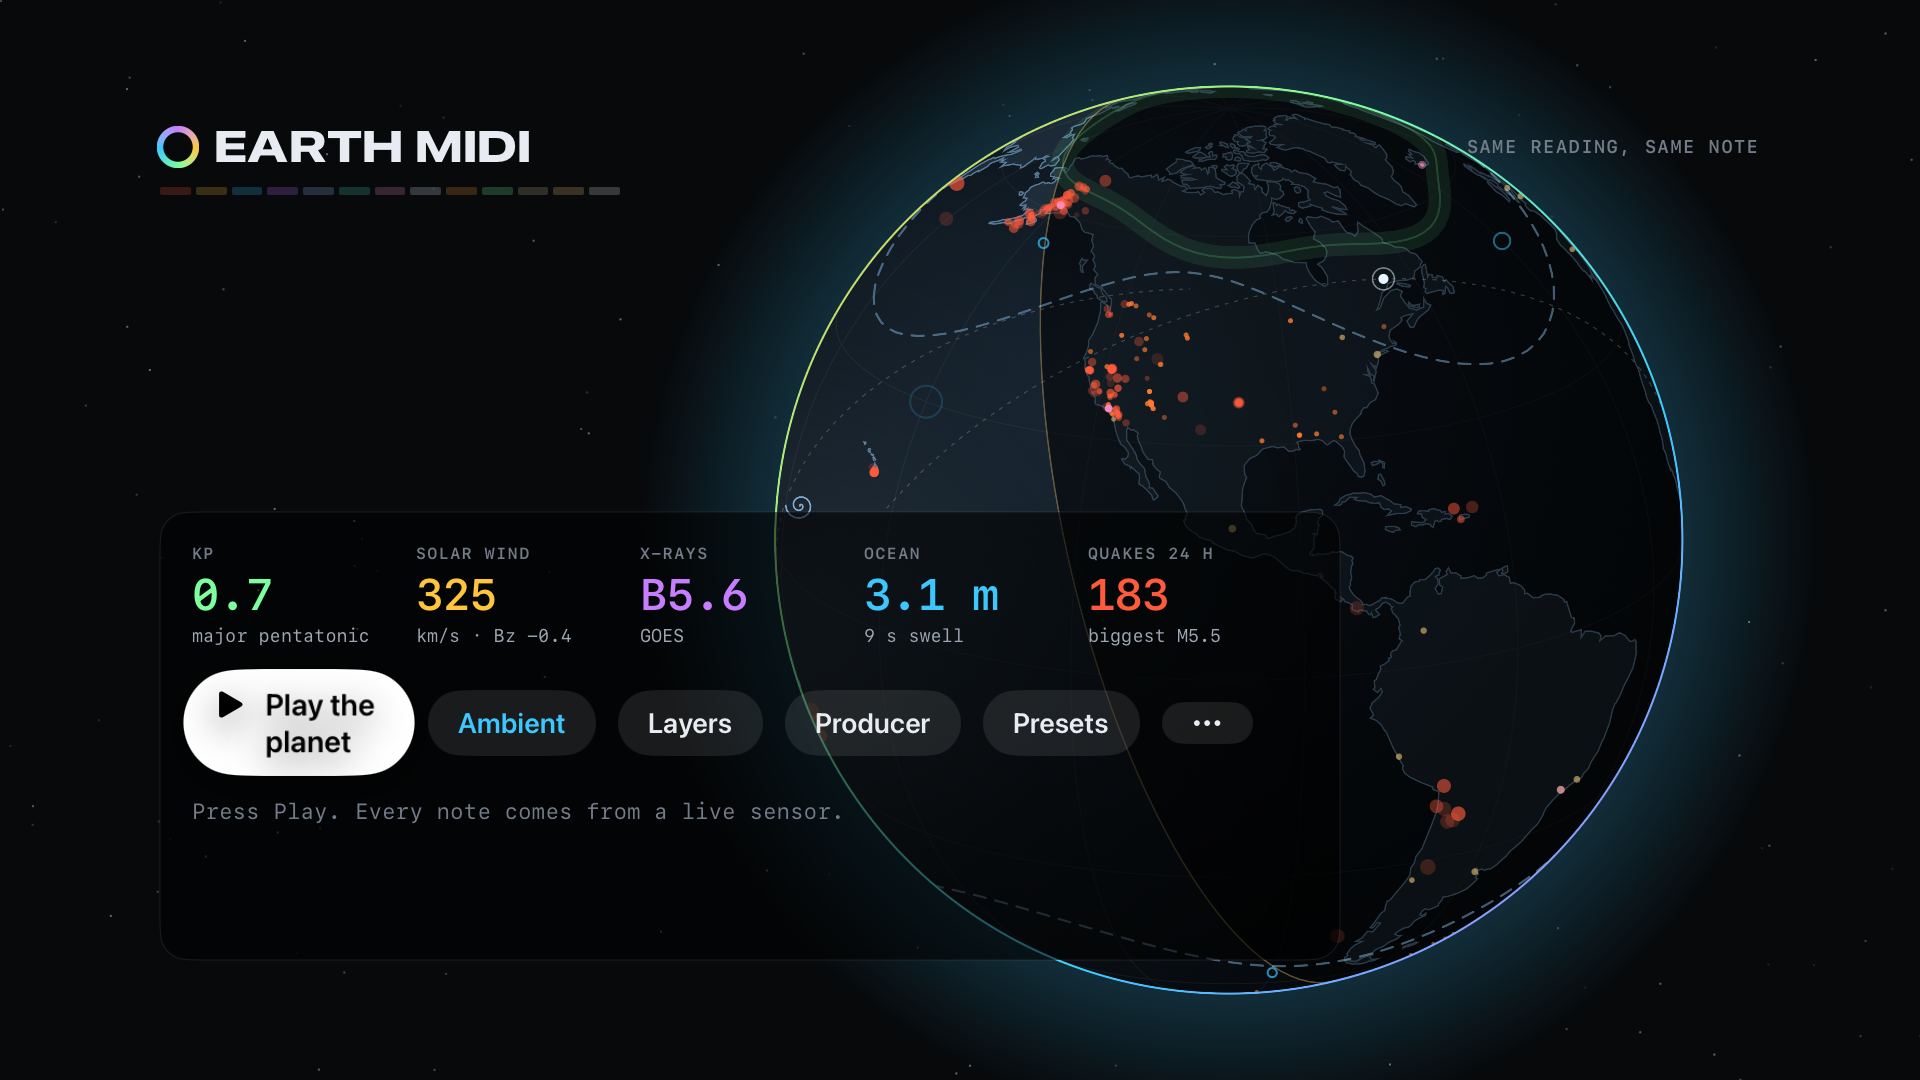 EARTH MIDI
SAME READING, SAME NOTE
KP
0.7
major pentatonic
SOLAR WIND
325
km/s · Bz −0.4
X-RAYS
B5.6
GOES
OCEAN
3.1 m
9 s swell
QUAKES 24 H
183
biggest M5.5
Play the
planet
Ambient
Layers
Producer
Presets
•••
Press Play. Every note comes from a live sensor.